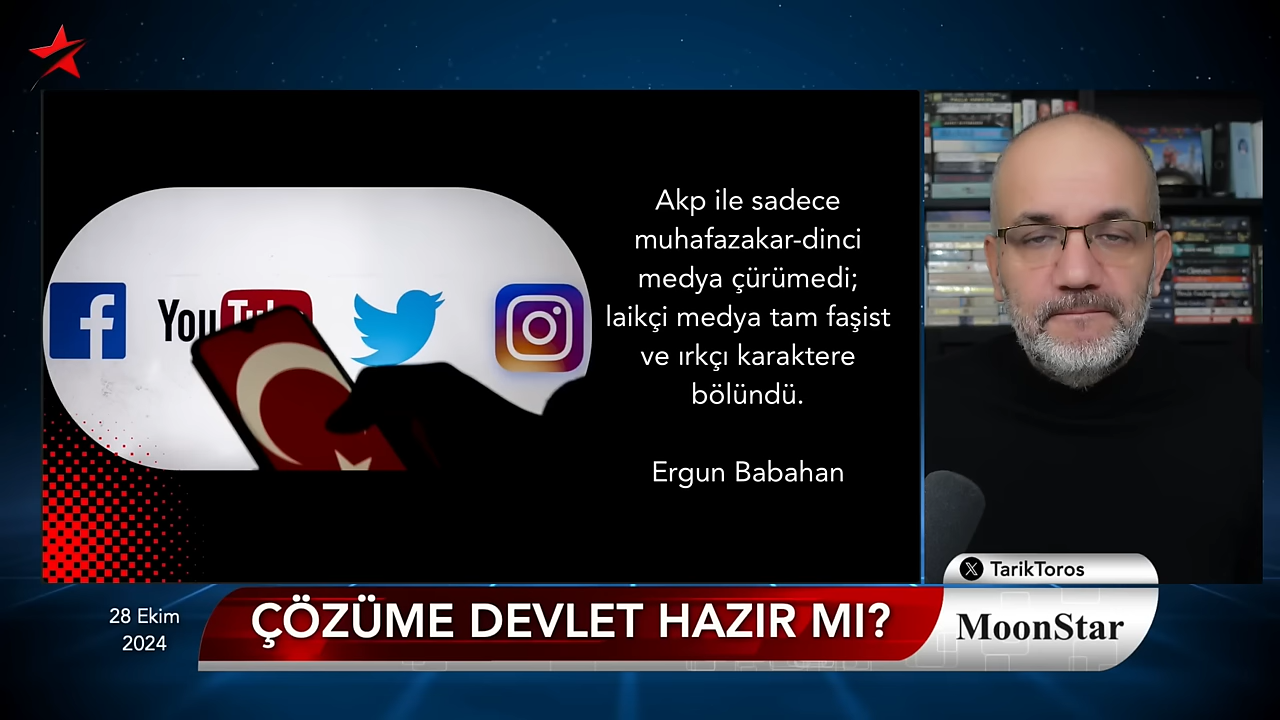 Akp ile sadece
muhafazakar-dinci
medya çürümedi;
laikçi medya tam faşist
ve ırkçı karaktere
bölündü.
Ergun Babahan
YouTube
TarikToros
28 Ekim
2024
ÇÖZÜME DEVLET HAZIR MI?
MoonStar